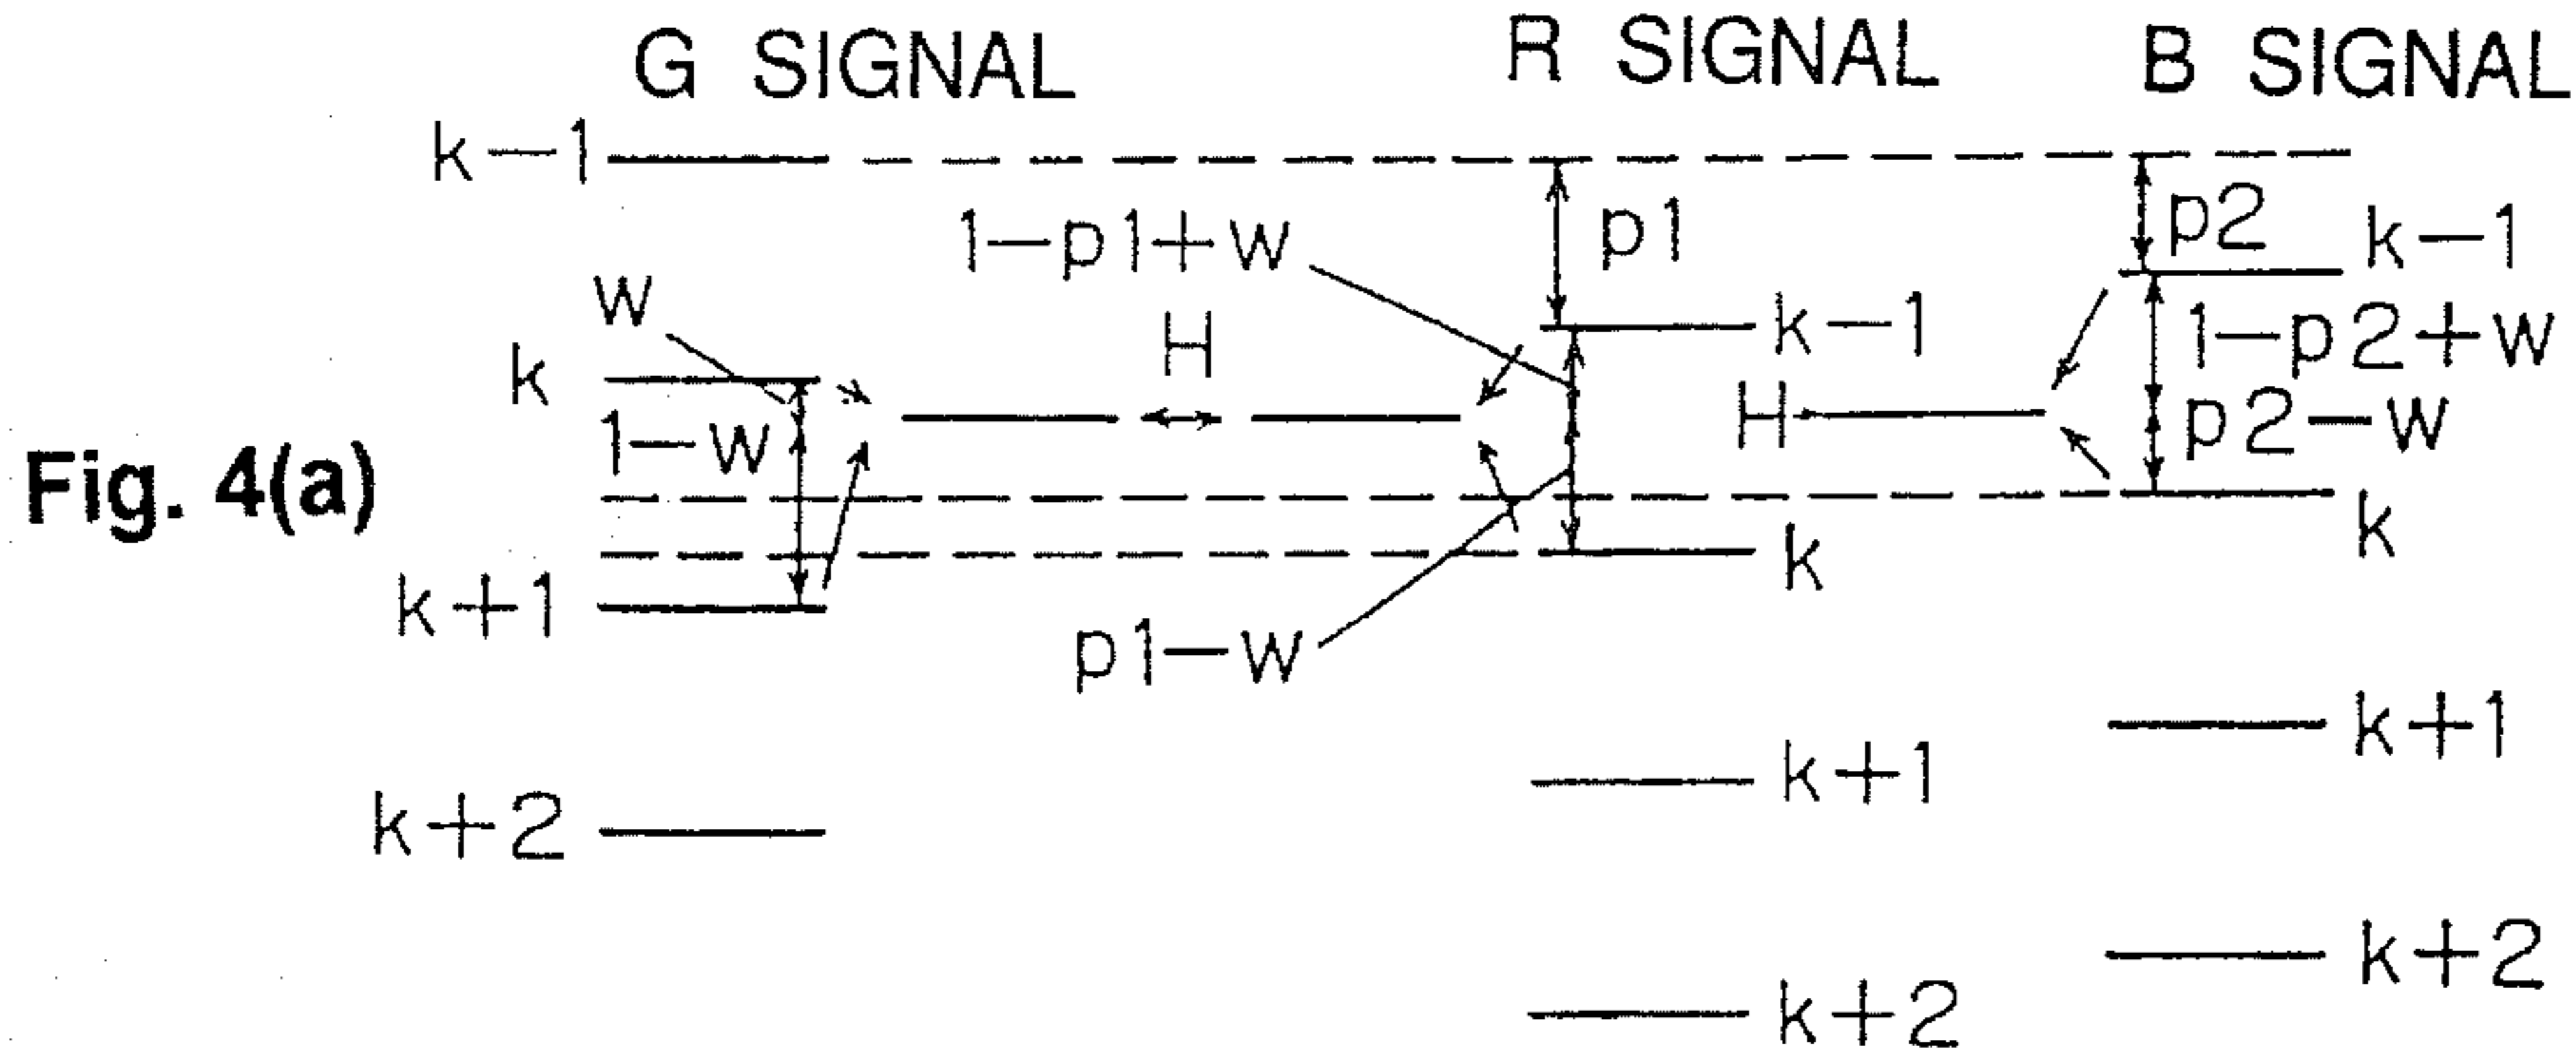 G SIGNAL R SIGNAL B SIGNAL
k−1
1−p1+w p1 p2 k−1
w H k−1 1−p2+w
k
1−w H p2−w
Fig. 4(a)
k k
k+1
p1−w
k+1 k+1
k+2
k+2 k+2